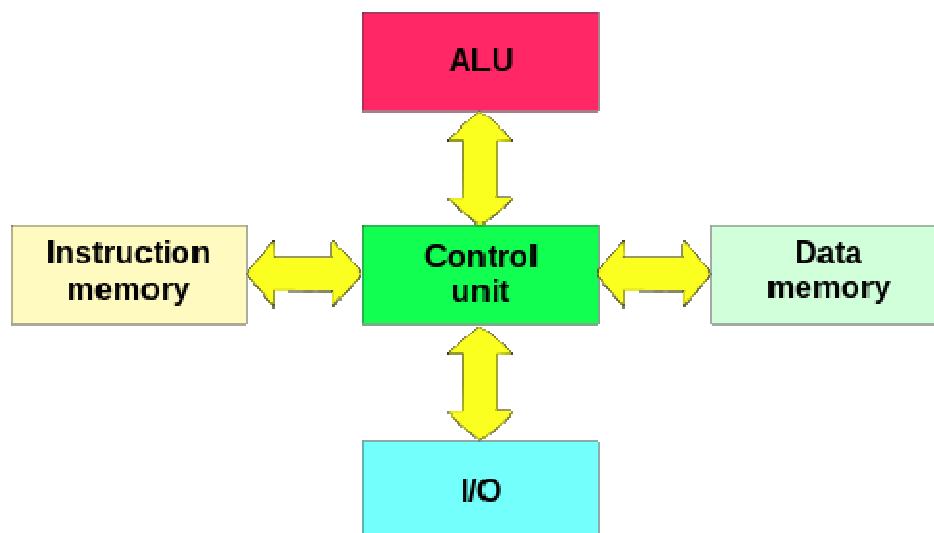 ALU
Instruction
memory
Control
unit
Data
memory
I/O